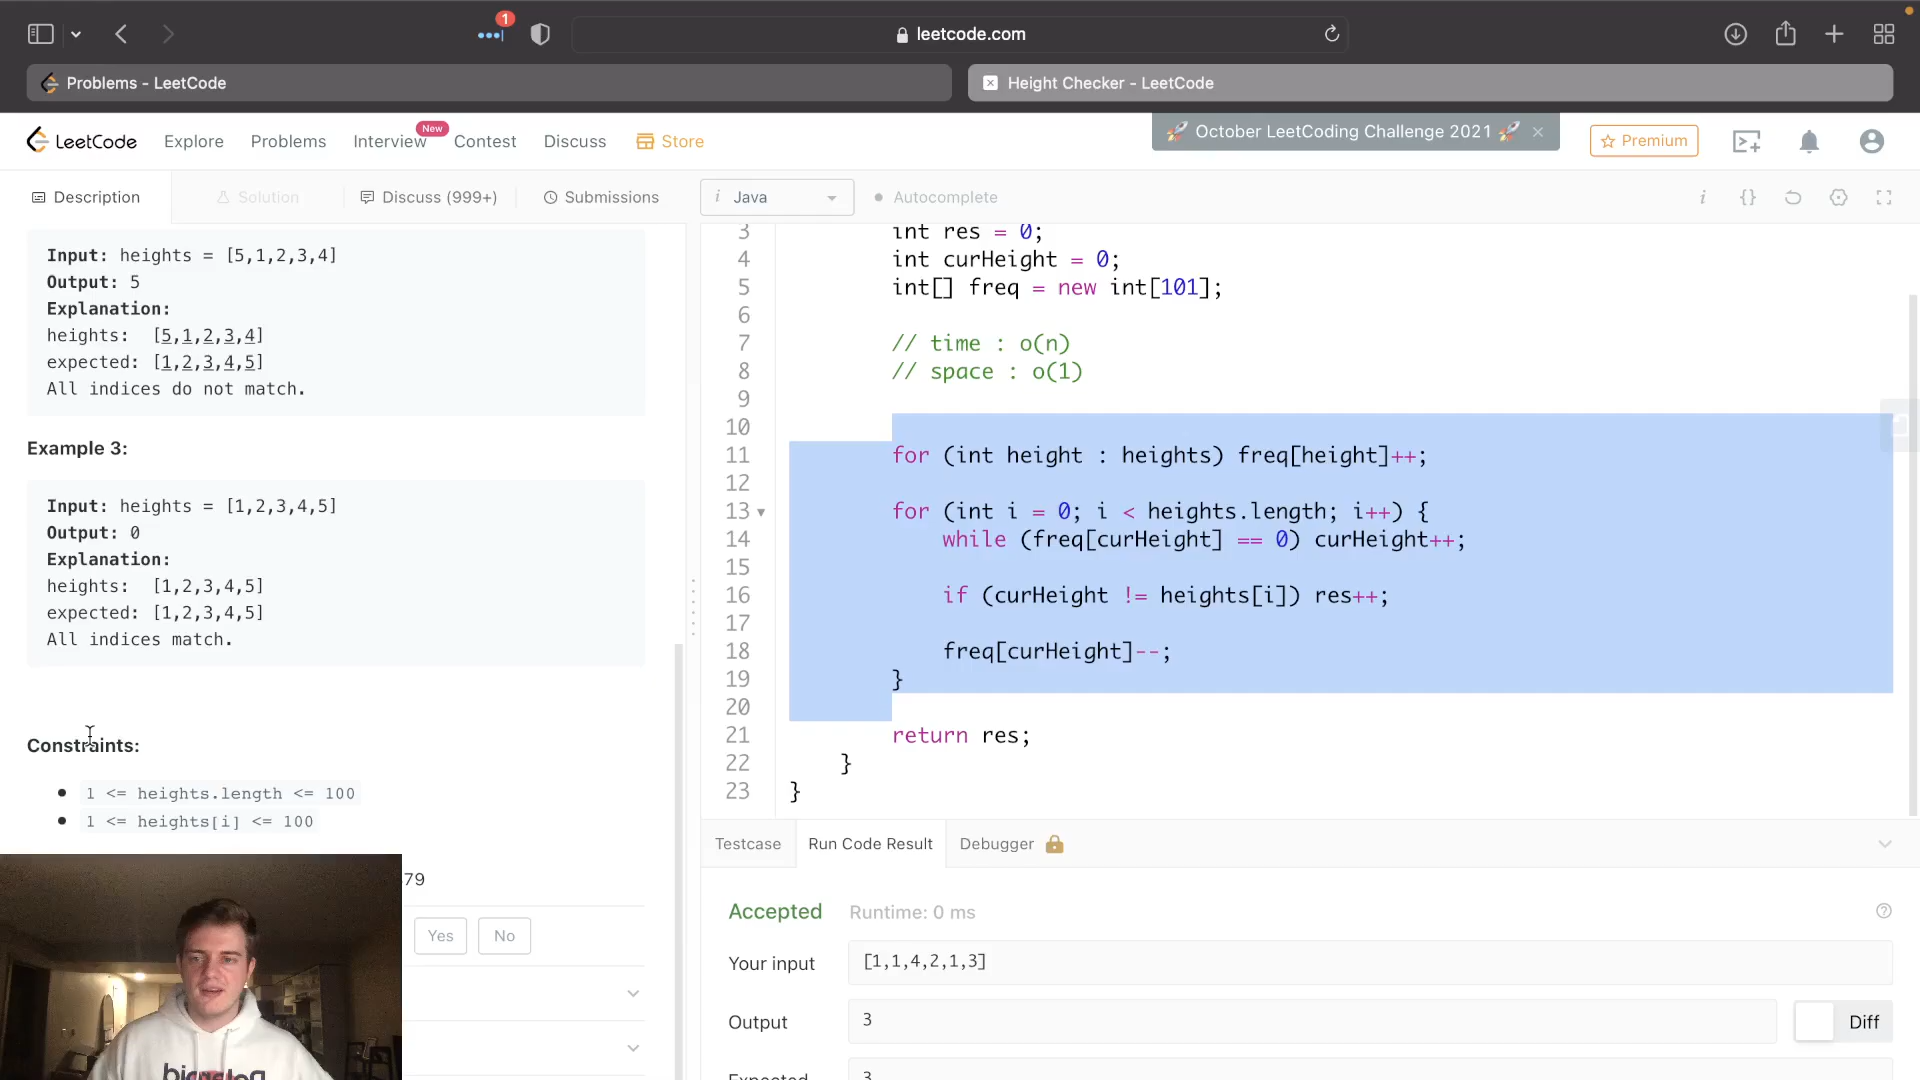 1
leetcode.com
Problems - LeetCode
Height Checker - LeetCode
LeetCode
Explore
Problems
Interview
New
Contest
Discuss
Store
🚀 October LeetCoding Challenge 2021 🚀
Premium
Description
Solution
Discuss (999+)
Submissions
i Java
Autocomplete
Input: heights = [5,1,2,3,4]
Output: 5
Explanation:
heights:  [5,1,2,3,4]
expected: [1,2,3,4,5]
All indices do not match.
Example 3:
Input: heights = [1,2,3,4,5]
Output: 0
Explanation:
heights:  [1,2,3,4,5]
expected: [1,2,3,4,5]
All indices match.
Constraints:
1 <= heights.length <= 100
1 <= heights[i] <= 100
79
Yes
No
3 int res = 0;
4 int curHeight = 0;
5 int[] freq = new int[101];
6
7 // time : o(n)
8 // space : o(1)
9
10
11 for (int height : heights) freq[height]++;
12
13 for (int i = 0; i < heights.length; i++) {
14 while (freq[curHeight] == 0) curHeight++;
15
16 if (curHeight != heights[i]) res++;
17
18 freq[curHeight]--;
19 }
20
21 return res;
22 }
23 }
Testcase
Run Code Result
Debugger
Accepted
Runtime: 0 ms
Your input
[1,1,4,2,1,3]
Output
3
Diff
Expected
3